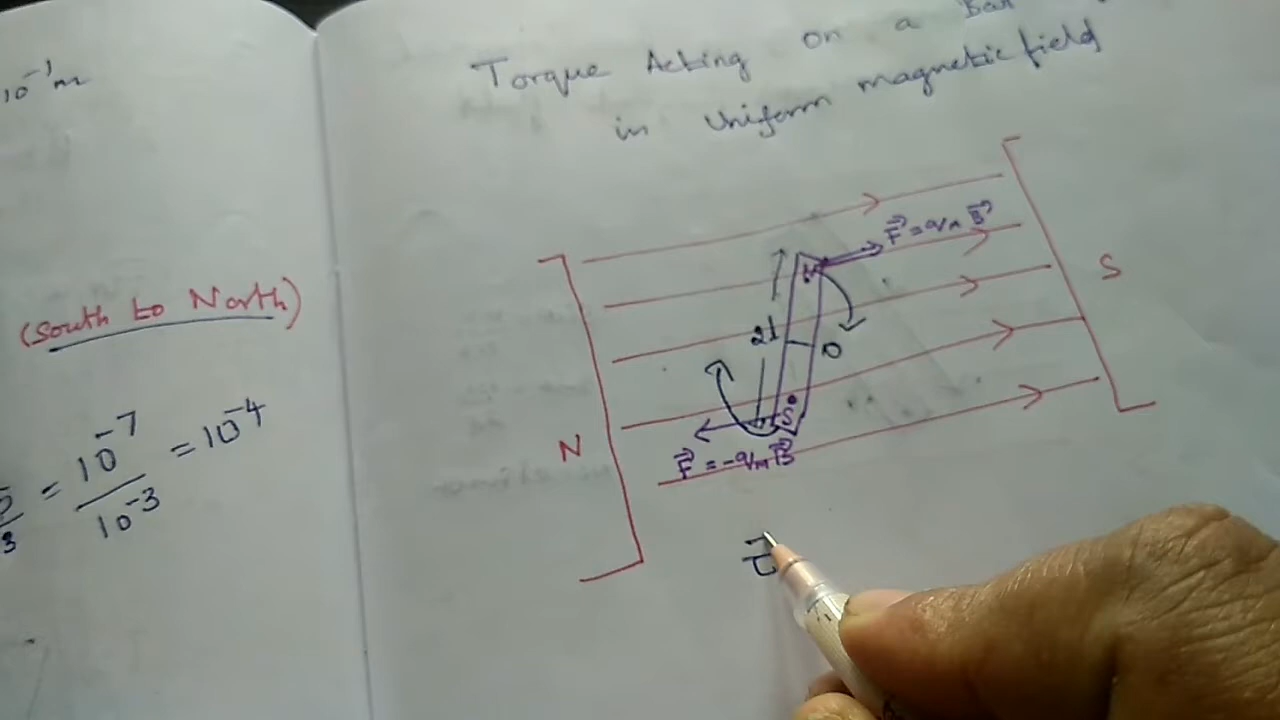 10⁻¹m
(South to North)
= 10⁻⁷ / 10⁻³ = 10⁻⁴
3
Torque Acting on a Bar
in Uniform magnetic field
F⃗ = qₘ B⃗
N
S
2l
O
S
F⃗ = -qₘ B⃗
N
τ⃗